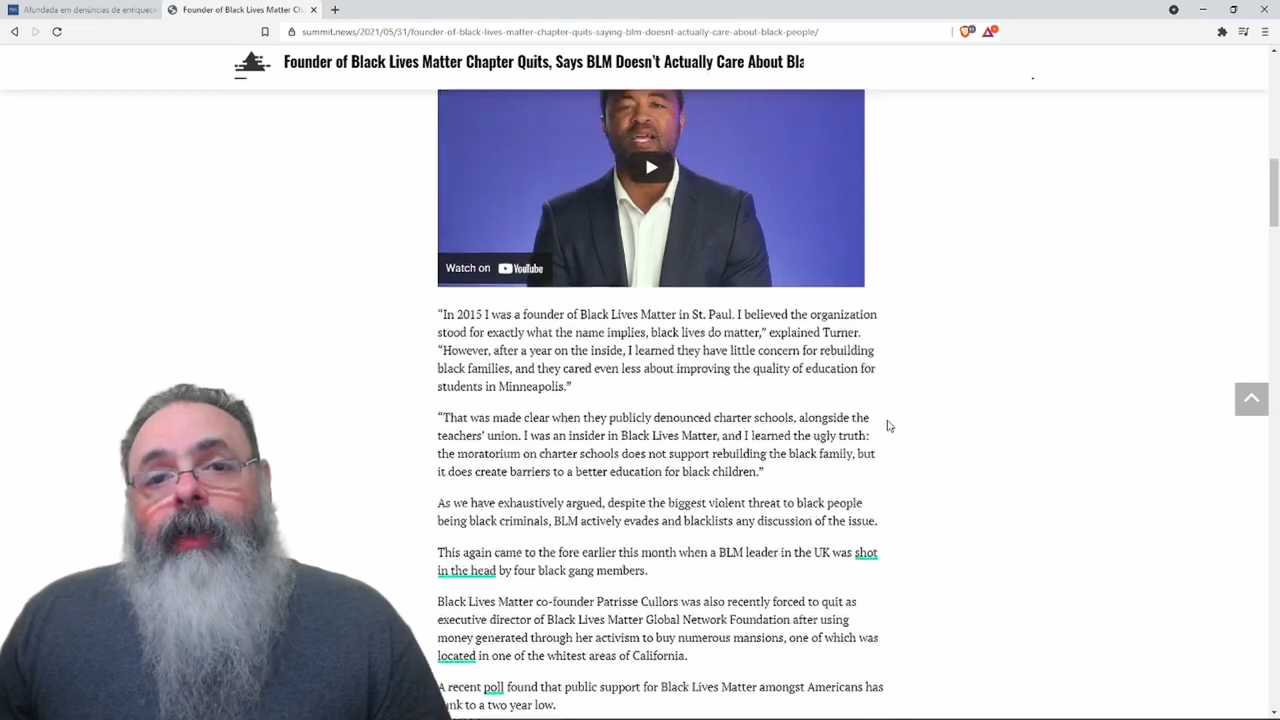 Afundada em denúncias de enriquec
Founder of Black Lives Matter Ch
summit.news/2021/05/31/founder-of-black-lives-matter-chapter-quits-saying-blm-doesnt-actually-care-about-black-people/
Founder of Black Lives Matter Chapter Quits, Says BLM Doesn't Actually Care About Bla
Watch on YouTube
“In 2015 I was a founder of Black Lives Matter in St. Paul. I believed the organization
stood for exactly what the name implies, black lives do matter,” explained Turner.
“However, after a year on the inside, I learned they have little concern for rebuilding
black families, and they cared even less about improving the quality of education for
students in Minneapolis.”
“That was made clear when they publicly denounced charter schools, alongside the
teachers’ union. I was an insider in Black Lives Matter, and I learned the ugly truth:
the moratorium on charter schools does not support rebuilding the black family, but
it does create barriers to a better education for black children.”
As we have exhaustively argued, despite the biggest violent threat to black people
being black criminals, BLM actively evades and blacklists any discussion of the issue.
This again came to the fore earlier this month when a BLM leader in the UK was shot
in the head by four black gang members.
Black Lives Matter co-founder Patrisse Cullors was also recently forced to quit as
executive director of Black Lives Matter Global Network Foundation after using
money generated through her activism to buy numerous mansions, one of which was
located in one of the whitest areas of California.
A recent poll found that public support for Black Lives Matter amongst Americans has
to a two year low.